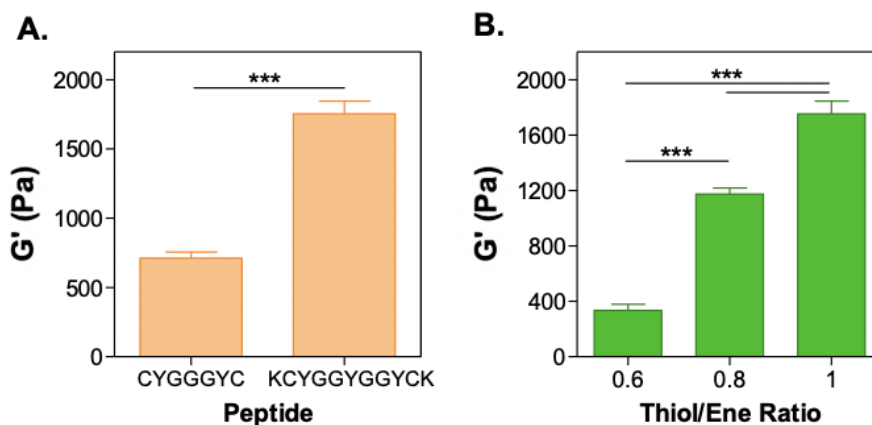 A.
G' (Pa)
2000
1500
1000
500
0
***
CYGGGYC KCYGGYGGYCK
Peptide
B.
G' (Pa)
2000
1600
1200
800
400
0
***
***
0.6 0.8 1
Thiol/Ene Ratio